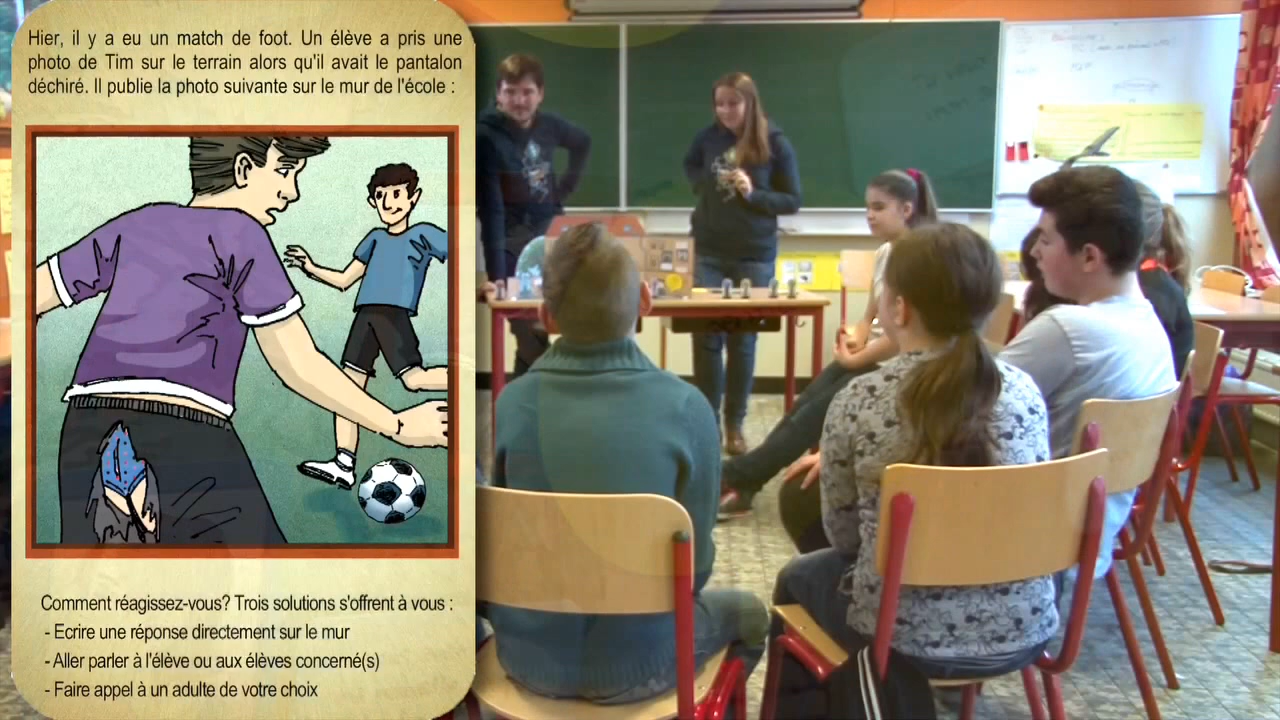 Hier, il y a eu un match de foot. Un élève a pris une
photo de Tim sur le terrain alors qu'il avait le pantalon
déchiré. Il publie la photo suivante sur le mur de l'école :
Comment réagissez-vous? Trois solutions s'offrent à vous :
- Ecrire une réponse directement sur le mur
- Aller parler à l'élève ou aux élèves concerné(s)
- Faire appel à un adulte de votre choix